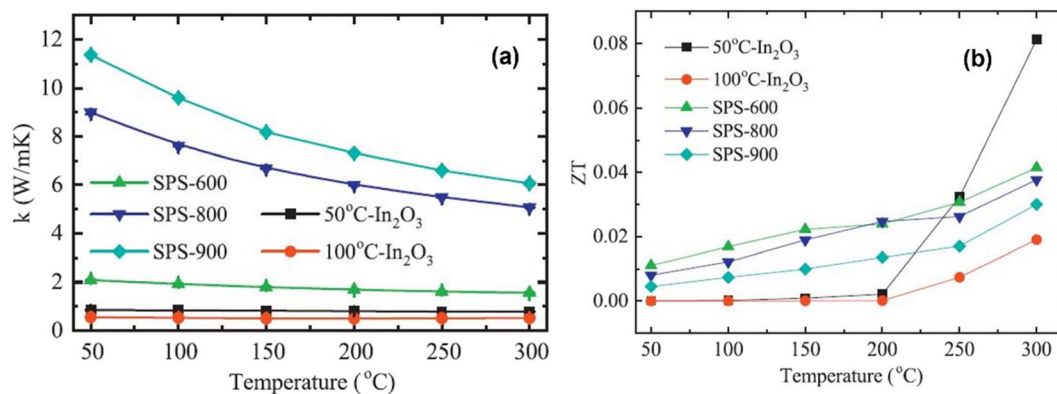 (a)
k (W/mK)
12
10
8
6
4
2
0
SPS-600
SPS-800
SPS-900
50°C-In₂O₃
100°C-In₂O₃
50
100
150
200
250
300
Temperature (°C)
(b)
ZT
0.08
0.06
0.04
0.02
0.00
50°C-In₂O₃
100°C-In₂O₃
SPS-600
SPS-800
SPS-900
50
100
150
200
250
300
Temperature (°C)